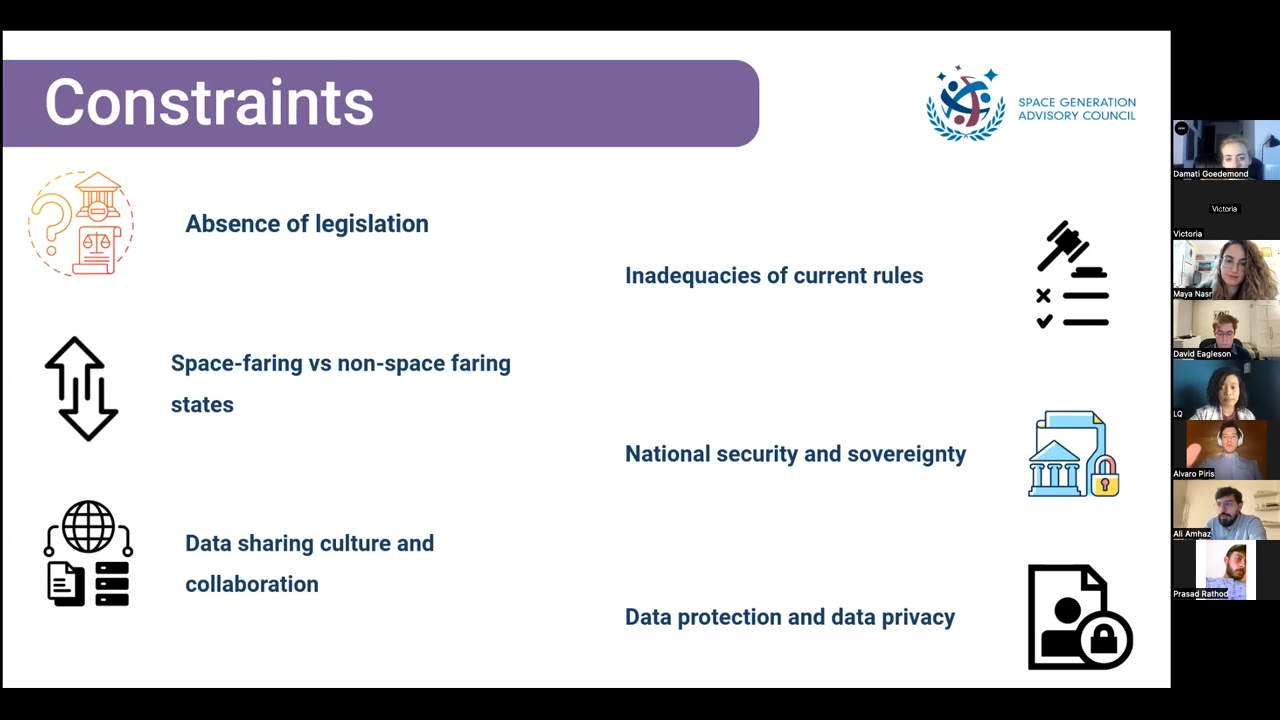 Constraints
SPACE GENERATION
ADVISORY COUNCIL
Absence of legislation
Inadequacies of current rules
Space-faring vs non-space faring
states
National security and sovereignty
Data sharing culture and
collaboration
Data protection and data privacy
Damati Goedemond
Victoria
Victoria
Maya Nasr
David Eagleson
LQ
Alvaro Piris
Ali Amhaz
Prasad Rathod